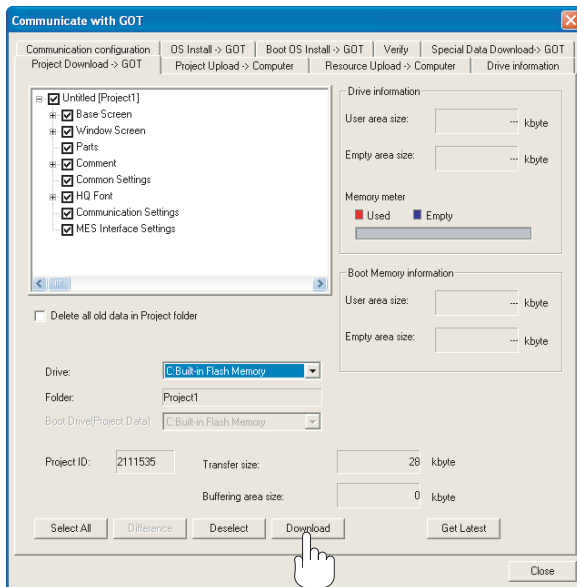 Communicate with GOT
Communication configuration OS Install -> GOT Boot OS Install -> GOT Verify Special Data Download-> GOT
Project Download -> GOT Project Upload -> Computer Resource Upload -> Computer Drive information
Untitled [Project1]
Base Screen
Window Screen
Parts
Comment
Common Settings
HQ Font
Communication Settings
MES Interface Settings
Delete all old data in Project folder
Drive information
User area size: --- kbyte
Empty area size: --- kbyte
Memory meter
Used Empty
Boot Memory information
User area size: --- kbyte
Empty area size: --- kbyte
Drive: C:Built-in Flash Memory
Folder: Project1
Boot Drive(Project Data) : C:Built-in Flash Memory
Project ID: 2111535 Transfer size: 28 kbyte
Buffering area size: 0 kbyte
Select All Difference Deselect Download Get Latest
Close